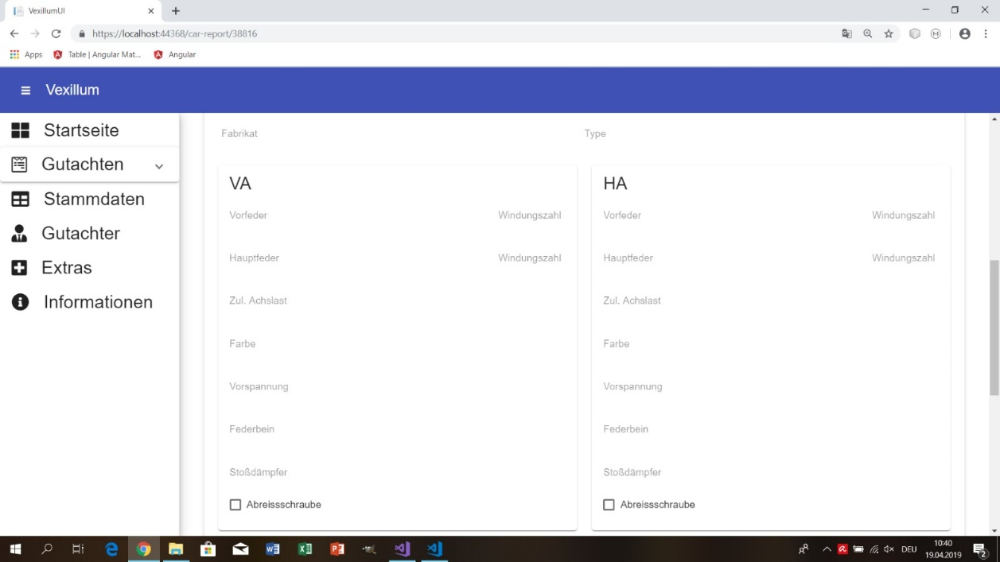 VexillumUI
https://localhost:44368/car-report/38816
Apps Table | Angular Mat... Angular
Vexillum
Startseite
Gutachten
Stammdaten
Gutachter
Extras
Informationen
Fabrikat Type
VA
Vorfeder Windungszahl
Hauptfeder Windungszahl
Zul. Achslast
Farbe
Vorspannung
Federbein
Stoßdämpfer
Abreissschraube
HA
Vorfeder Windungszahl
Hauptfeder Windungszahl
Zul. Achslast
Farbe
Vorspannung
Federbein
Stoßdämpfer
Abreissschraube
DEU
10:40
19.04.2019
2